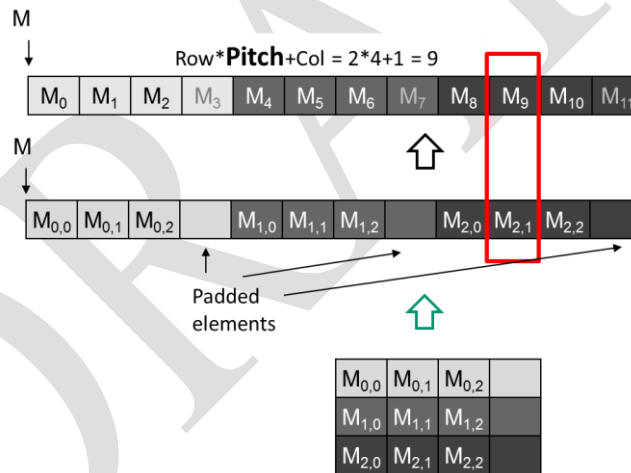 M
Row*Pitch+Col = 2*4+1 = 9
M0 M1 M2 M3 M4 M5 M6 M7 M8 M9 M10 M11
M
M0,0 M0,1 M0,2 M1,0 M1,1 M1,2 M2,0 M2,1 M2,2
Padded
elements
M0,0 M0,1 M0,2
M1,0 M1,1 M1,2
M2,0 M2,1 M2,2